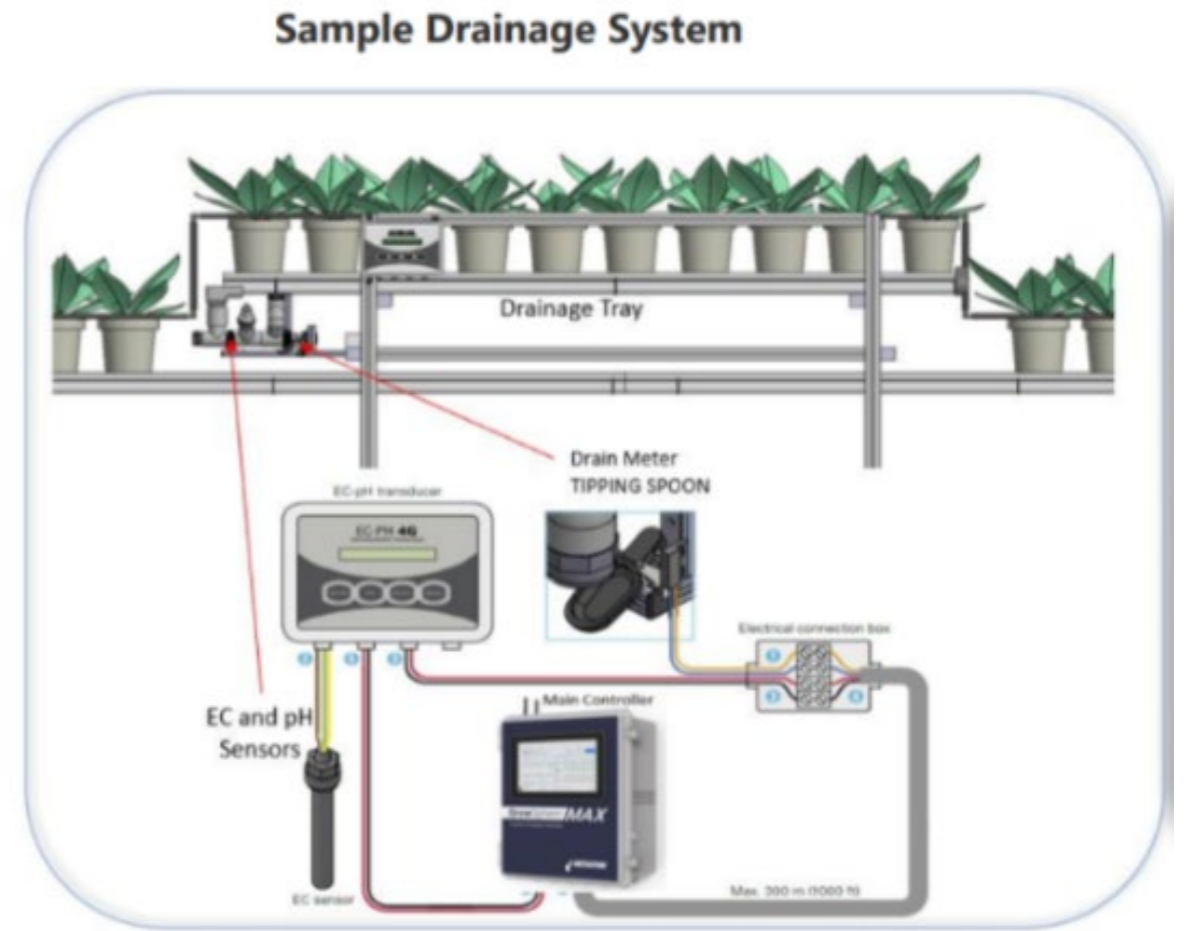 Sample Drainage System
Drainage Tray
Drain Meter
TIPPING SPOON
EC-pH transducer
EC-PH 4G
Electrical connection box
Main Controller
EC and pH
Sensors
MAX
EC sensor
Max. 300 m (1000 ft)